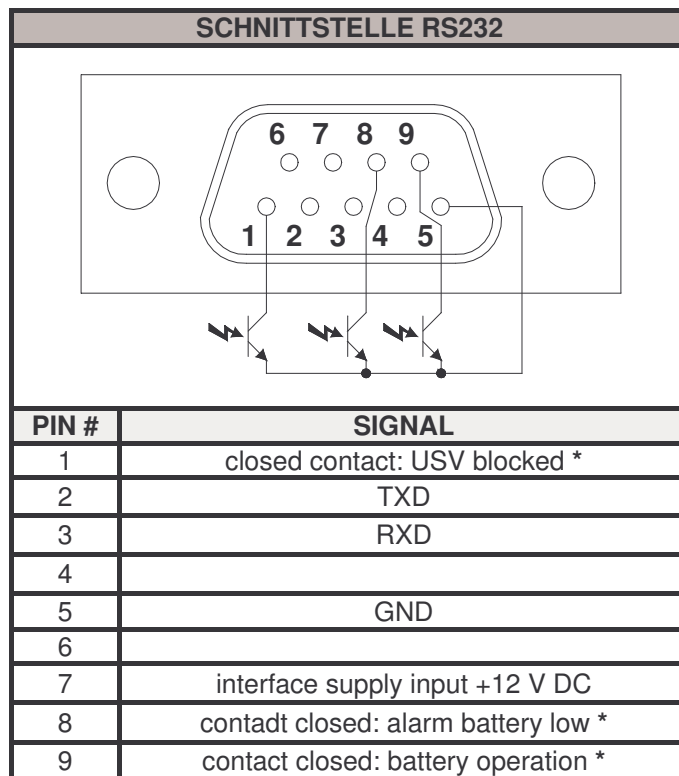 SCHNITTSTELLE RS232
6 7 8 9
1 2 3 4 5
PIN # SIGNAL
1 closed contact: USV blocked *
2 TXD
3 RXD
4
5 GND
6
7 interface supply input +12 V DC
8 contadt closed: alarm battery low *
9 contact closed: battery operation *